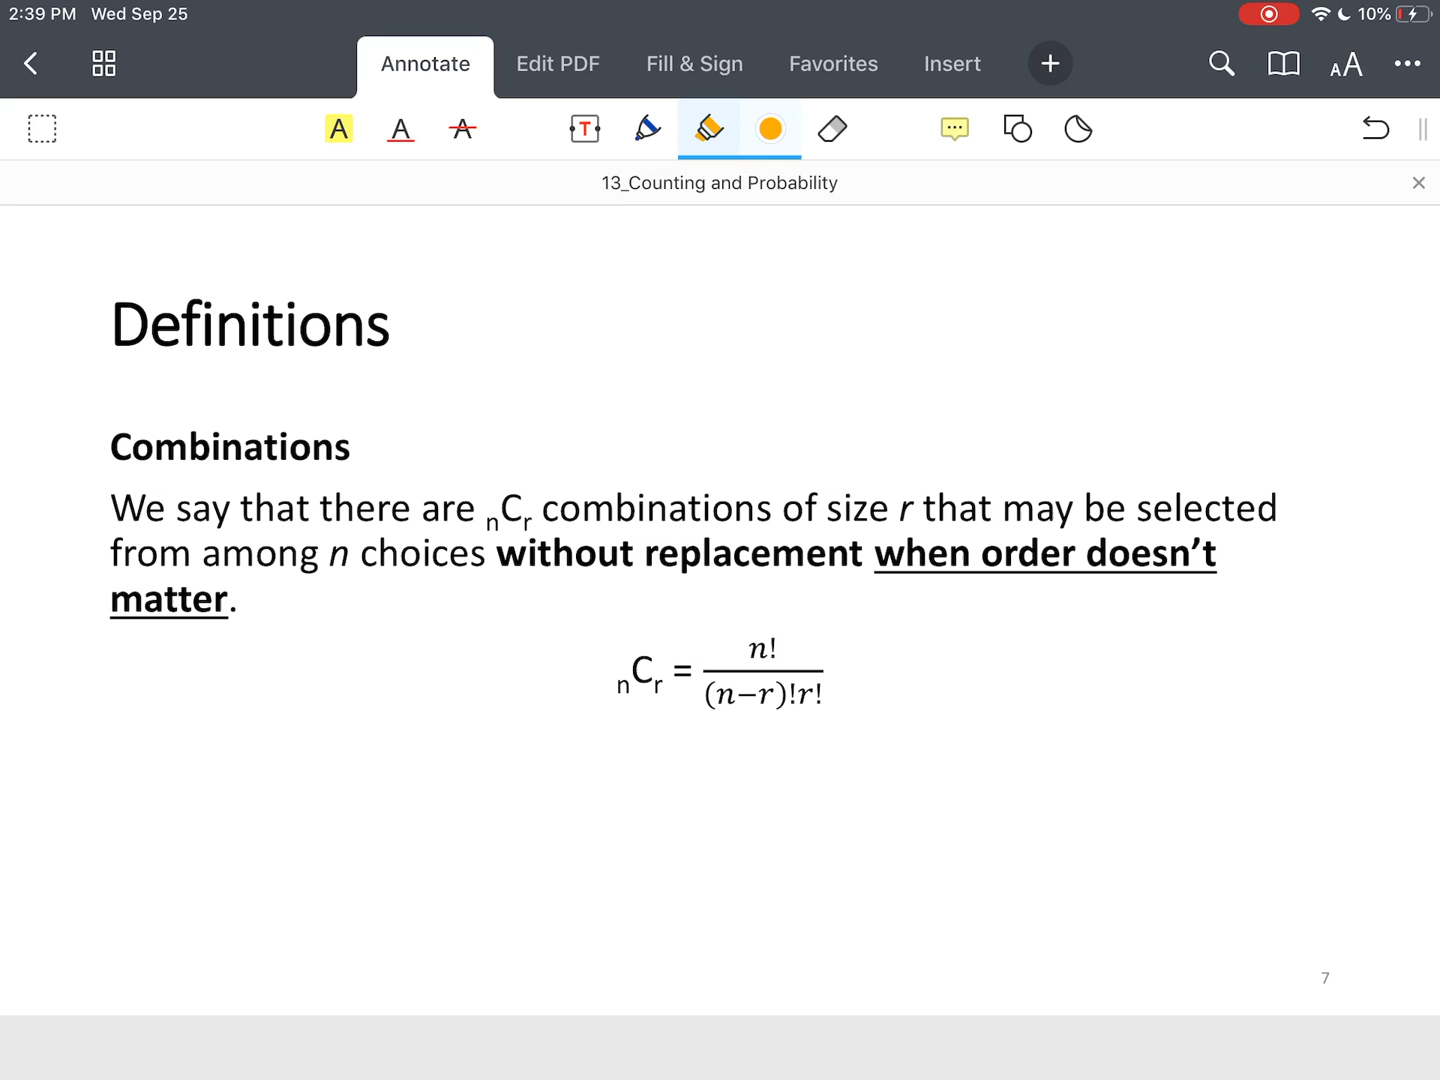 2:39 PM Wed Sep 25 10%
Annotate Edit PDF Fill & Sign Favorites Insert
A A A T AA
13_Counting and Probability
Definitions
Combinations
We say that there are nCr combinations of size r that may be selected
from among n choices without replacement when order doesn’t
matter.
nCr = n!
(n−r)!r!
7